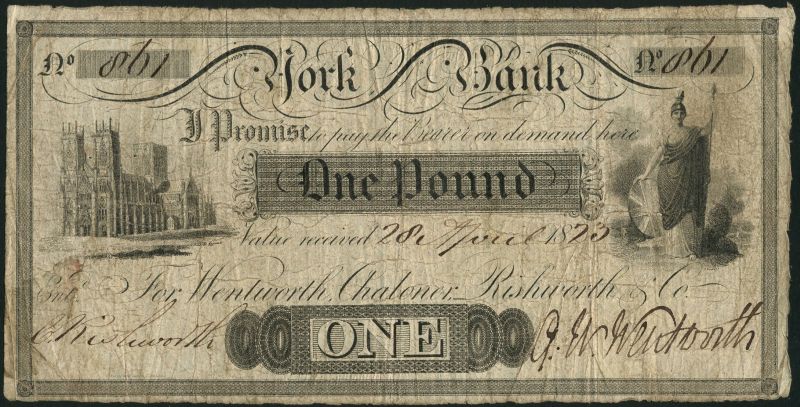 No 861 York Bank No 861
I Promise to pay the Bearer on demand here
One Pound
Value received 28 April 1823
Entd For Wentworth, Chaloner, Rishworth & Co.
C Rishworth ONE G. W. Wentworth